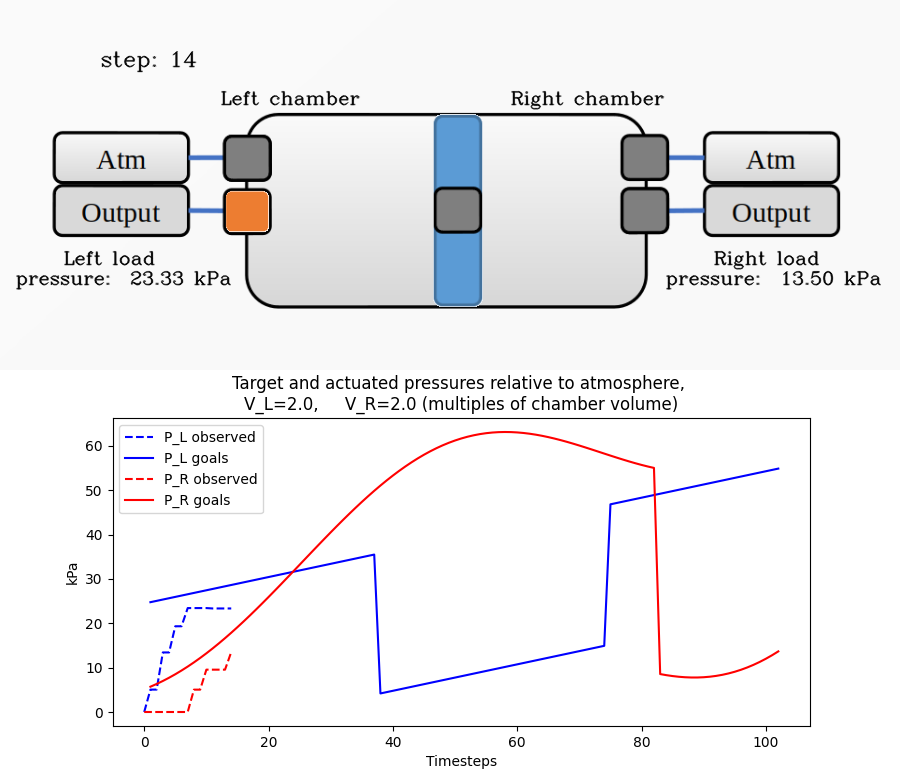 step: 14
Left chamber
Right chamber
Atm
Atm
Output
Output
Left load
pressure: 23.33 kPa
Right load
pressure: 13.50 kPa
Target and actuated pressures relative to atmosphere,
V_L=2.0, V_R=2.0 (multiples of chamber volume)
P_L observed
P_L goals
P_R observed
P_R goals
kPa
60
50
40
30
20
10
0
0 20 40 60 80 100
Timesteps